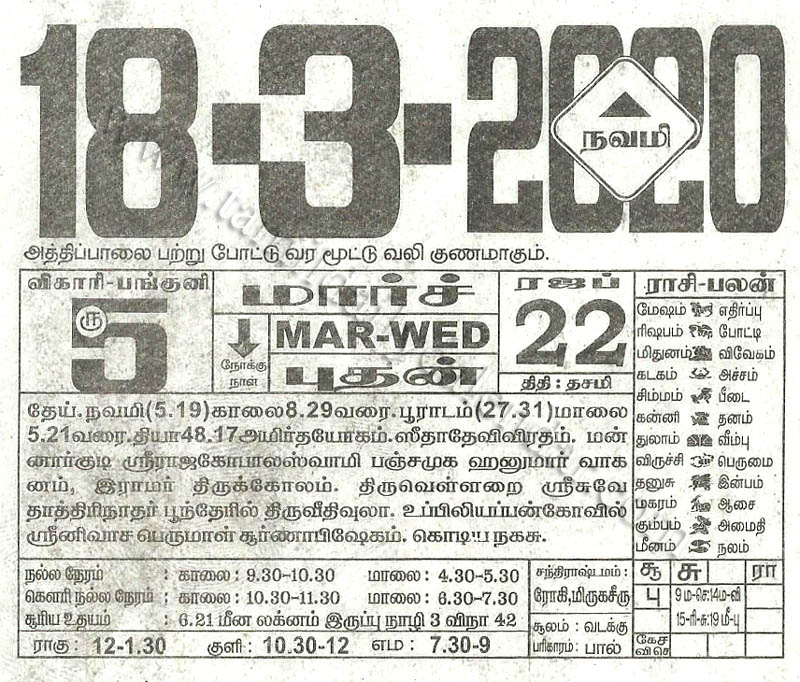 18-3-2020
நவமி
அத்திப்பாலை பற்று போட்டு வர மூட்டு வலி குணமாகும்.
விகாரி-பங்குனி
௫
5
மார்ச்
நோக்கு
நாள்
MAR-WED
புதன்
ரஜப்
22
திதி : தசமி
ராசி-பலன்
மேஷம் எதிர்ப்பு
ரிஷபம் போட்டி
மிதுனம் விவேகம்
கடகம் அச்சம்
சிம்மம் பீடை
கன்னி தனம்
துலாம் வீம்பு
விருச்சி பெருமை
தனுசு இன்பம்
மகரம் ஆசை
கும்பம் அமைதி
மீனம் நலம்
தேய்.நவமி(5.19)காலை8.29வரை.பூராடம்(27.31)மாலை
5.21வரை.தியா48.17அமிர்தயோகம்.ஸீதாதேவிவிரதம். மன்
னார்குடி ஸ்ரீராஜகோபாலஸ்வாமி பஞ்சமுக ஹனுமார் வாக
னம், இராமர் திருக்கோலம். திருவெள்ளறை ஸ்ரீசுவே
தாத்திரிநாதர் பூந்தேரில் திருவீதிவுலா. உப்பிலியப்பன்கோவில்
ஸ்ரீனிவாச பெருமாள் சூர்ணாபிஷேகம். கொடிய நகசு.
நல்ல நேரம் : காலை : 9.30-10.30 மாலை : 4.30-5.30
கௌரி நல்ல நேரம் : காலை : 10.30-11.30 மாலை : 6.30-7.30
சூரிய உதயம் : 6.21 மீன லக்னம் இருப்பு நாழி 3 விநா 42
ராகு : 12-1.30 குளி : 10.30-12 எம : 7.30-9
சந்திராஷ்டமம் :
ரோகி,மிருகசீரு
சூலம் : வடக்கு
பரிகாரம் : பால்
சூ சு ரா
பு 9 ம-செ:14ம-வி
15-ரி-சு:19 மீ-பு
கேச
விசெ